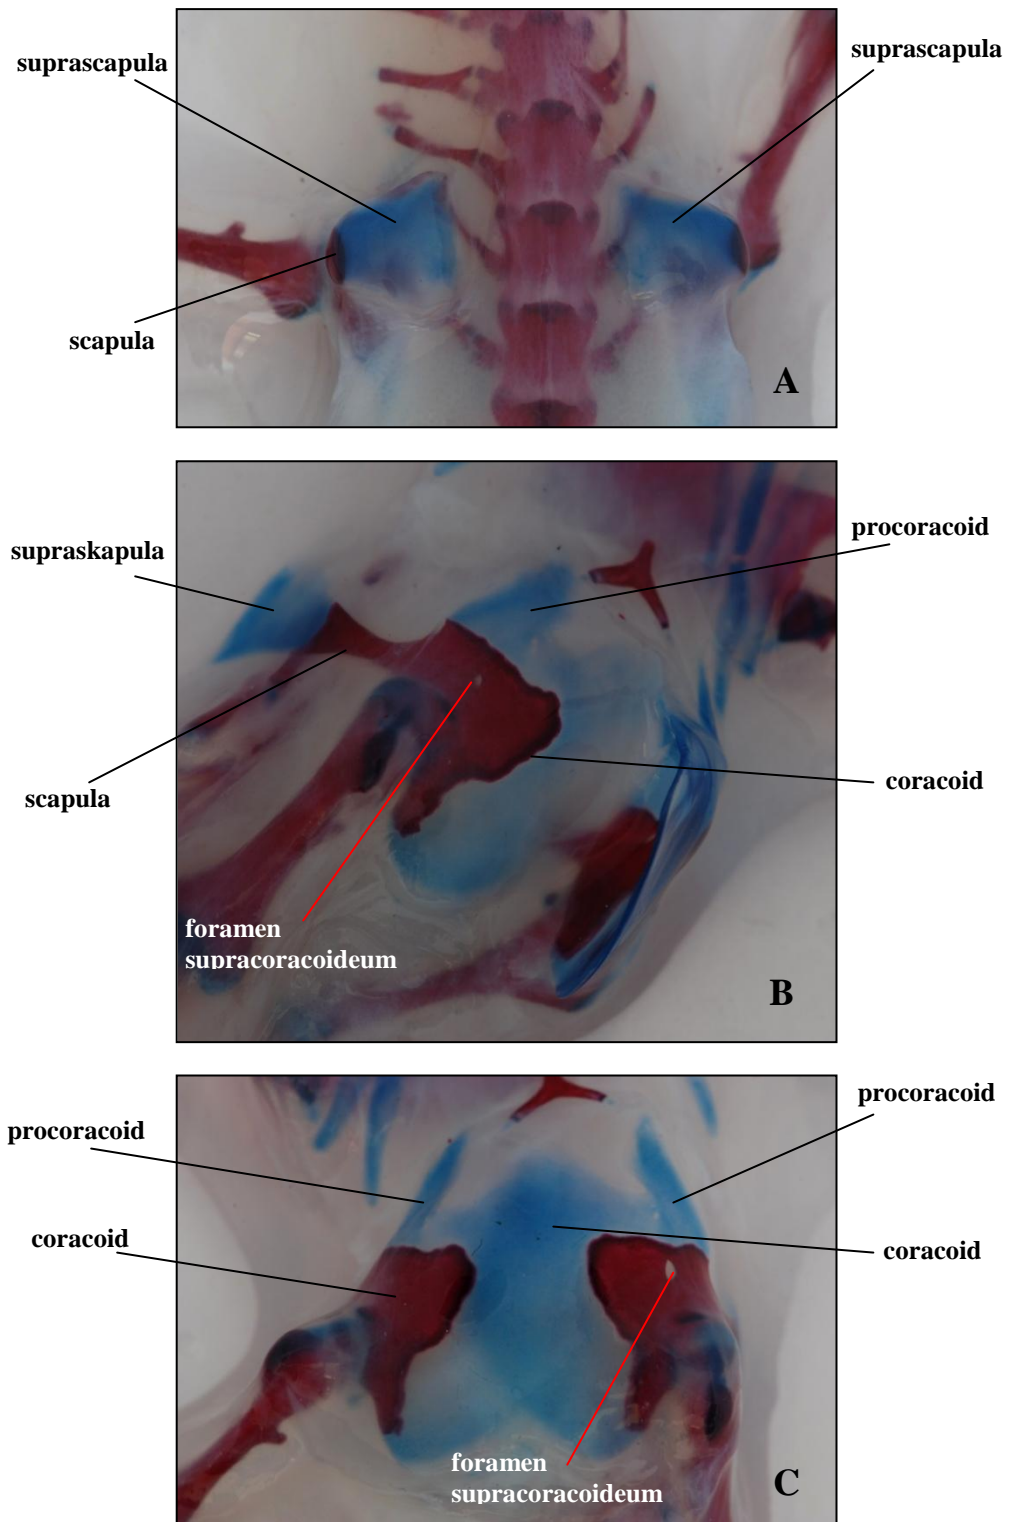 suprascapula
suprascapula
scapula
A
supraskapula
procoracoid
scapula
coracoid
foramen
supracoracoideum
B
procoracoid
procoracoid
coracoid
coracoid
foramen
supracoracoideum
C